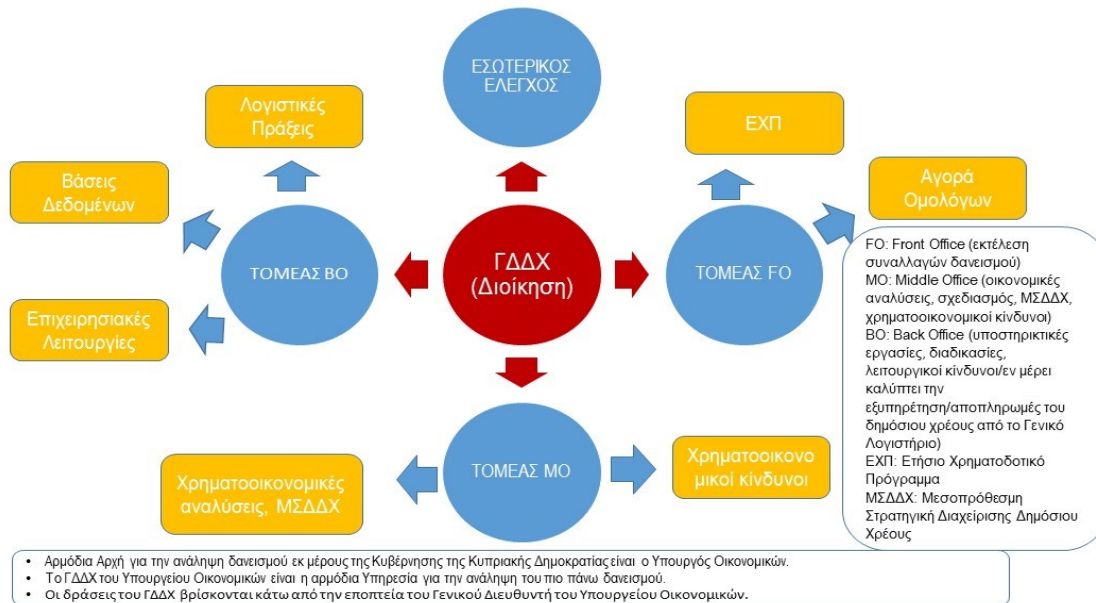 ΕΣΩΤΕΡΙΚΟΣ
ΕΛΕΓΧΟΣ
Λογιστικές
Πράξεις
ΕΧΠ
Βάσεις
Δεδομένων
Αγορά
Ομολόγων
ΤΟΜΕΑΣ ΒΟ
ΓΔΔΧ
(Διοίκηση)
ΤΟΜΕΑΣ FO
Επιχειρησιακές
Λειτουργίες
FO: Front Office (εκτέλεση
συναλλαγών δανεισμού)
MO: Middle Office (οικονομικές
αναλύσεις, σχεδιασμός, ΜΣΔΔΧ,
χρηματοοικονομικοί κίνδυνοι)
BO: Back Office (υποστηρικτικές
εργασίες, διαδικασίες,
λειτουργικοί κίνδυνοι/εν μέρει
καλύπτει την
εξυπηρέτηση/αποπληρωμές του
δημόσιου χρέους από το Γενικό
Λογιστήριο)
ΕΧΠ: Ετήσιο Χρηματοδοτικό
Πρόγραμμα
ΜΣΔΔΧ: Μεσοπρόθεσμη
Στρατηγική Διαχείρισης Δημόσιου
Χρέους
Χρηματοοικονομικές
αναλύσεις, ΜΣΔΔΧ
ΤΟΜΕΑΣ ΜΟ
Χρηματοοικονο
μικοί κίνδυνοι
• Αρμόδια Αρχή για την ανάληψη δανεισμού εκ μέρους της Κυβέρνησης της Κυπριακής Δημοκρατίας είναι ο Υπουργός Οικονομικών.
• Το ΓΔΔΧ του Υπουργείου Οικονομικών είναι η αρμόδια Υπηρεσία για την ανάληψη του πιο πάνω δανεισμού.
• Οι δράσεις του ΓΔΔΧ βρίσκονται κάτω από την εποπτεία του Γενικού Διευθυντή του Υπουργείου Οικονομικών.